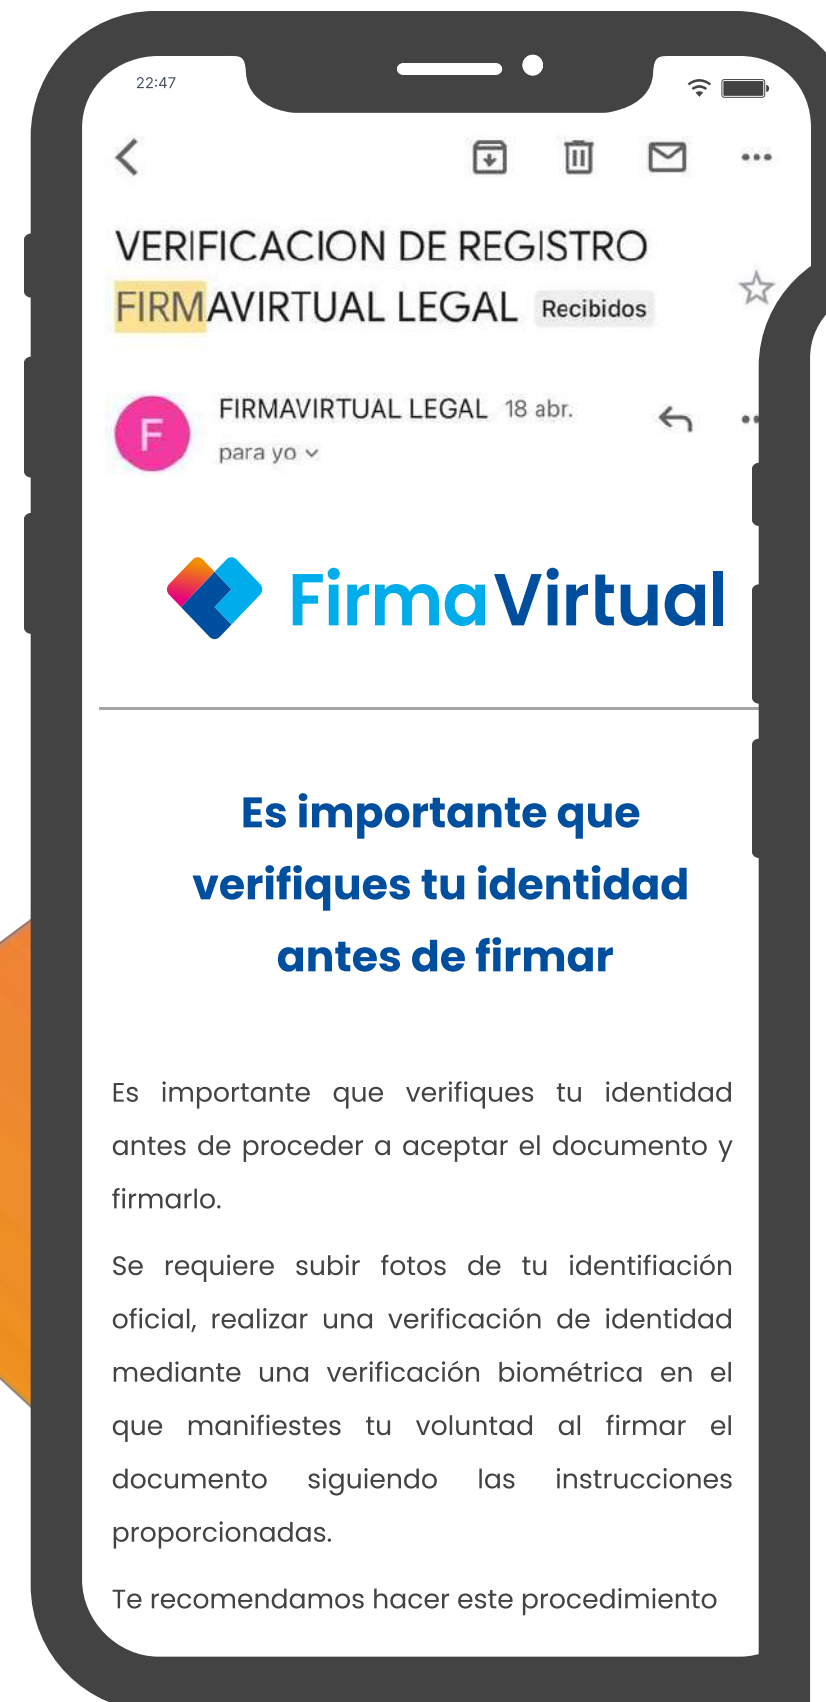 22:47
VERIFICACION DE REGISTRO
FIRMAVIRTUAL LEGAL Recibidos
F
FIRMAVIRTUAL LEGAL 18 abr.
para yo
FirmaVirtual
Es importante que
verifiques tu identidad
antes de firmar
Es importante que verifiques tu identidad
antes de proceder a aceptar el documento y
firmarlo.
Se requiere subir fotos de tu identifiación
oficial, realizar una verificación de identidad
mediante una verificación biométrica en el
que manifiestes tu voluntad al firmar el
documento siguiendo las instrucciones
proporcionadas.
Te recomendamos hacer este procedimiento